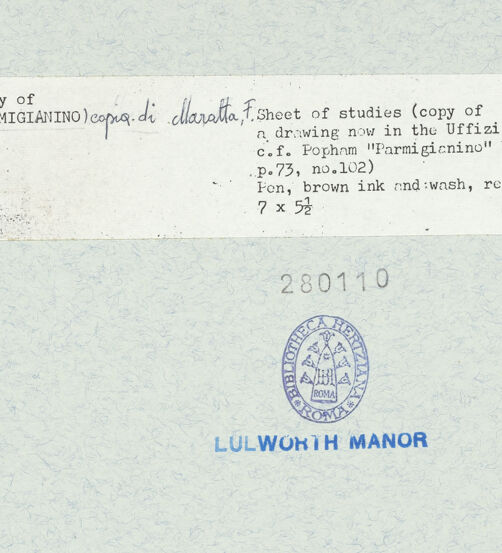 y of
MIGIANINO) copia di Maratta, F.
Sheet of studies (copy of
a drawing now in the Uffizi
c.f. Popham "Parmigianino"
p.73, no.102)
Pen, brown ink and wash, re
7 x 5½
280110
BIBLIOTHECA HERTZIANA
ROMA
*ROMA*
LULWORTH MANOR